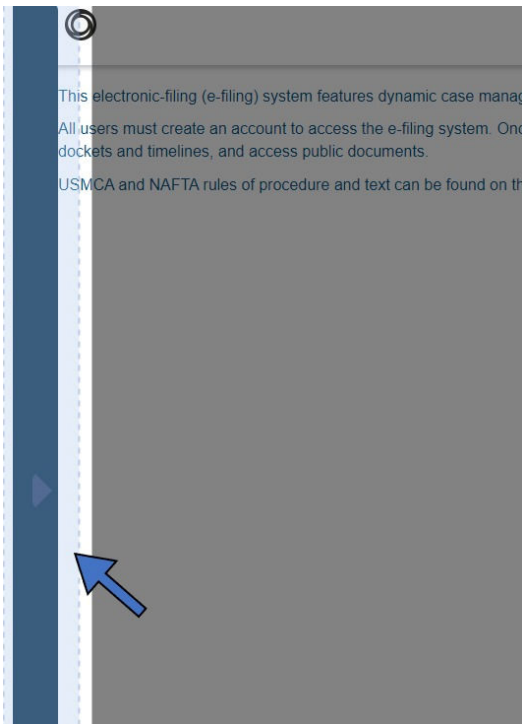 This electronic-filing (e-filing) system features dynamic case manag
All users must create an account to access the e-filing system. Onc
dockets and timelines, and access public documents.
USMCA and NAFTA rules of procedure and text can be found on th